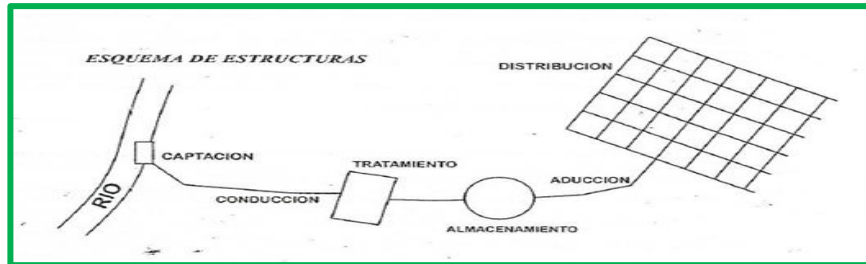 ESQUEMA DE ESTRUCTURAS
DISTRIBUCION
CAPTACION
TRATAMIENTO
RIO
CONDUCCION
ADUCCION
ALMACENAMIENTO